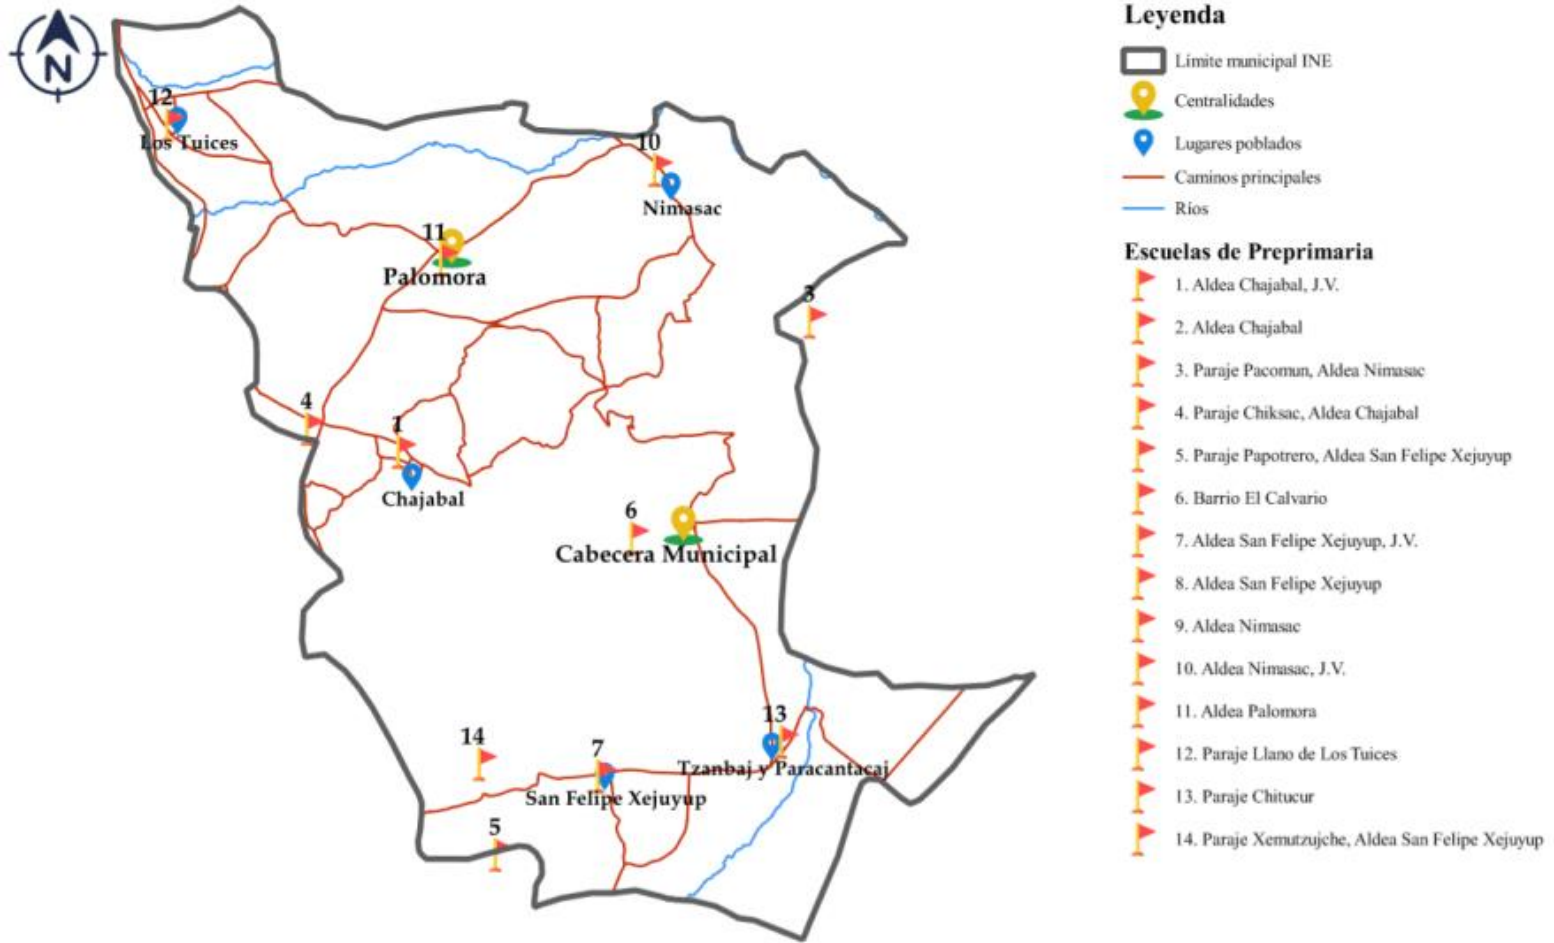 N
12
Los Tuices
10
Nimasac
11
Palomora
3
4
1
Chajabal
6
Cabecera Municipal
13
Tzanbaj y Paracantacaj
14
7
San Felipe Xejuyup
5
Leyenda
Límite municipal INE
Centralidades
Lugares poblados
Caminos principales
Ríos
Escuelas de Preprimaria
1. Aldea Chajabal, J.V.
2. Aldea Chajabal
3. Paraje Pacomun, Aldea Nimasac
4. Paraje Chiksac, Aldea Chajabal
5. Paraje Papotrero, Aldea San Felipe Xejuyup
6. Barrio El Calvario
7. Aldea San Felipe Xejuyup, J.V.
8. Aldea San Felipe Xejuyup
9. Aldea Nimasac
10. Aldea Nimasac, J.V.
11. Aldea Palomora
12. Paraje Llano de Los Tuices
13. Paraje Chitucur
14. Paraje Xemutzujche, Aldea San Felipe Xejuyup